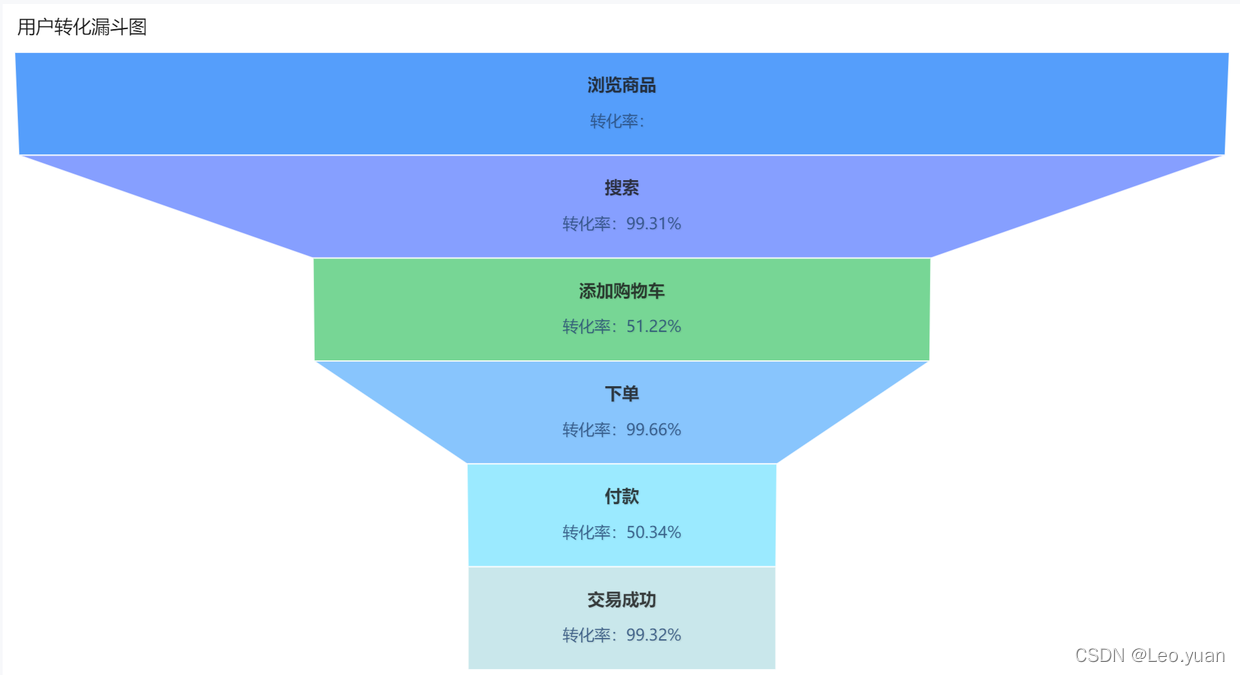 用户转化漏斗图
浏览商品
转化率：
搜索
转化率：99.31%
添加购物车
转化率：51.22%
下单
转化率：99.66%
付款
转化率：50.34%
交易成功
转化率：99.32%
CSDN @Leo.yuan